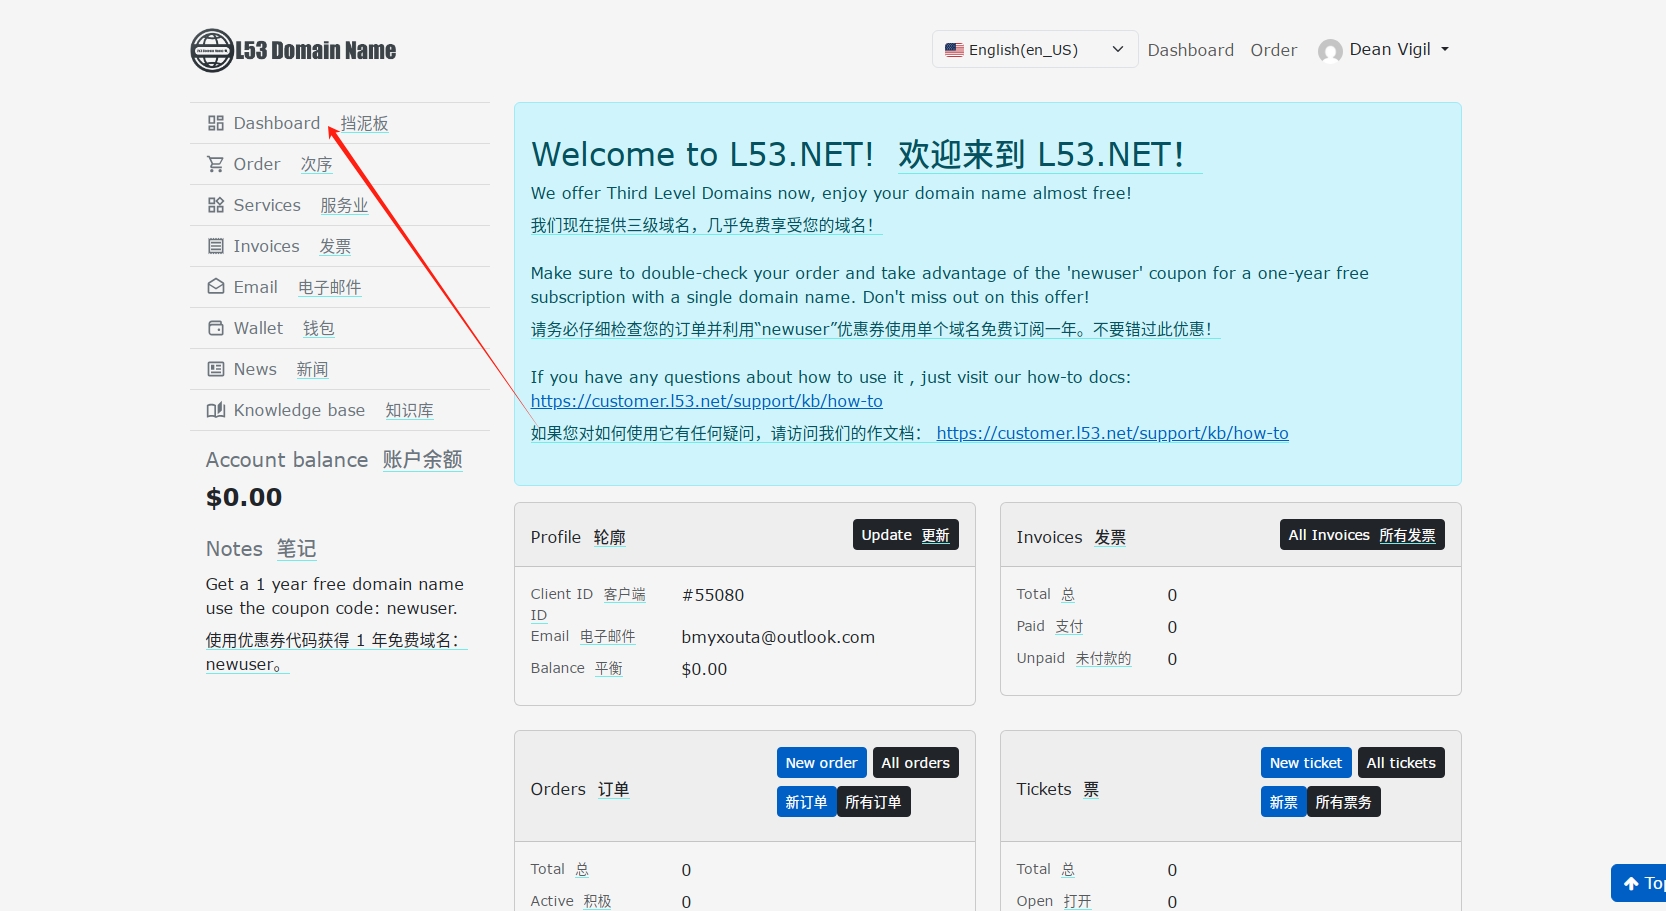 L53 Domain Name
English(en_US)
Dashboard
Order
Dean Vigil
Dashboard 挡泥板
Order 次序
Services 服务业
Invoices 发票
Email 电子邮件
Wallet 钱包
News 新闻
Knowledge base 知识库
Account balance 账户余额
$0.00
Notes 笔记
Get a 1 year free domain name
use the coupon code: newuser.
使用优惠券代码获得 1 年免费域名：
newuser。
Welcome to L53.NET! 欢迎来到 L53.NET！
We offer Third Level Domains now, enjoy your domain name almost free!
我们现在提供三级域名，几乎免费享受您的域名！
Make sure to double-check your order and take advantage of the 'newuser' coupon for a one-year free
subscription with a single domain name. Don't miss out on this offer!
请务必仔细检查您的订单并利用“newuser”优惠券使用单个域名免费订阅一年。不要错过此优惠！
If you have any questions about how to use it , just visit our how-to docs:
https://customer.l53.net/support/kb/how-to
如果您对如何使用它有任何疑问，请访问我们的作文档： https://customer.l53.net/support/kb/how-to
Profile 轮廓
Update 更新
Client ID 客户端
ID
#55080
Email 电子邮件 bmyxouta@outlook.com
Balance 平衡 $0.00
Invoices 发票
All Invoices 所有发票
Total 总 0
Paid 支付 0
Unpaid 未付款的 0
Orders 订单
New order All orders
新订单 所有订单
Total 总 0
Active 积极 0
Tickets 票
New ticket All tickets
新票 所有票务
Total 总 0
Open 打开 0
Top